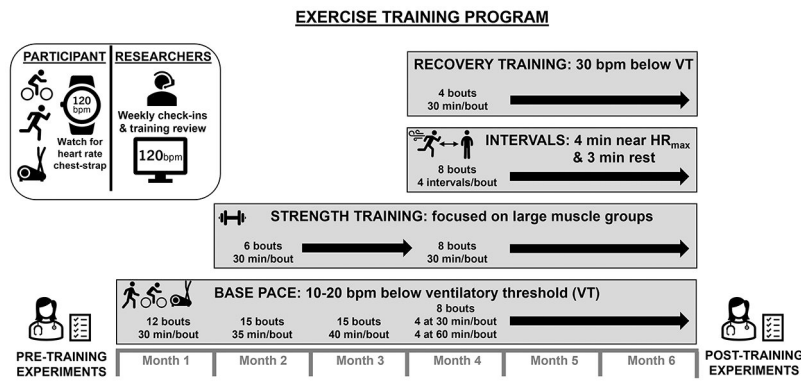 EXERCISE TRAINING PROGRAM
PARTICIPANT
120
bpm
Watch for
heart rate
chest-strap
RESEARCHERS
Weekly check-ins
& training review
120bpm
RECOVERY TRAINING: 30 bpm below VT
4 bouts
30 min/bout
INTERVALS: 4 min near HRmax
& 3 min rest
8 bouts
4 intervals/bout
STRENGTH TRAINING: focused on large muscle groups
6 bouts
30 min/bout
8 bouts
30 min/bout
BASE PACE: 10-20 bpm below ventilatory threshold (VT)
12 bouts
30 min/bout
15 bouts
35 min/bout
15 bouts
40 min/bout
8 bouts
4 at 30 min/bout
4 at 60 min/bout
PRE-TRAINING
EXPERIMENTS
Month 1
Month 2
Month 3
Month 4
Month 5
Month 6
POST-TRAINING
EXPERIMENTS